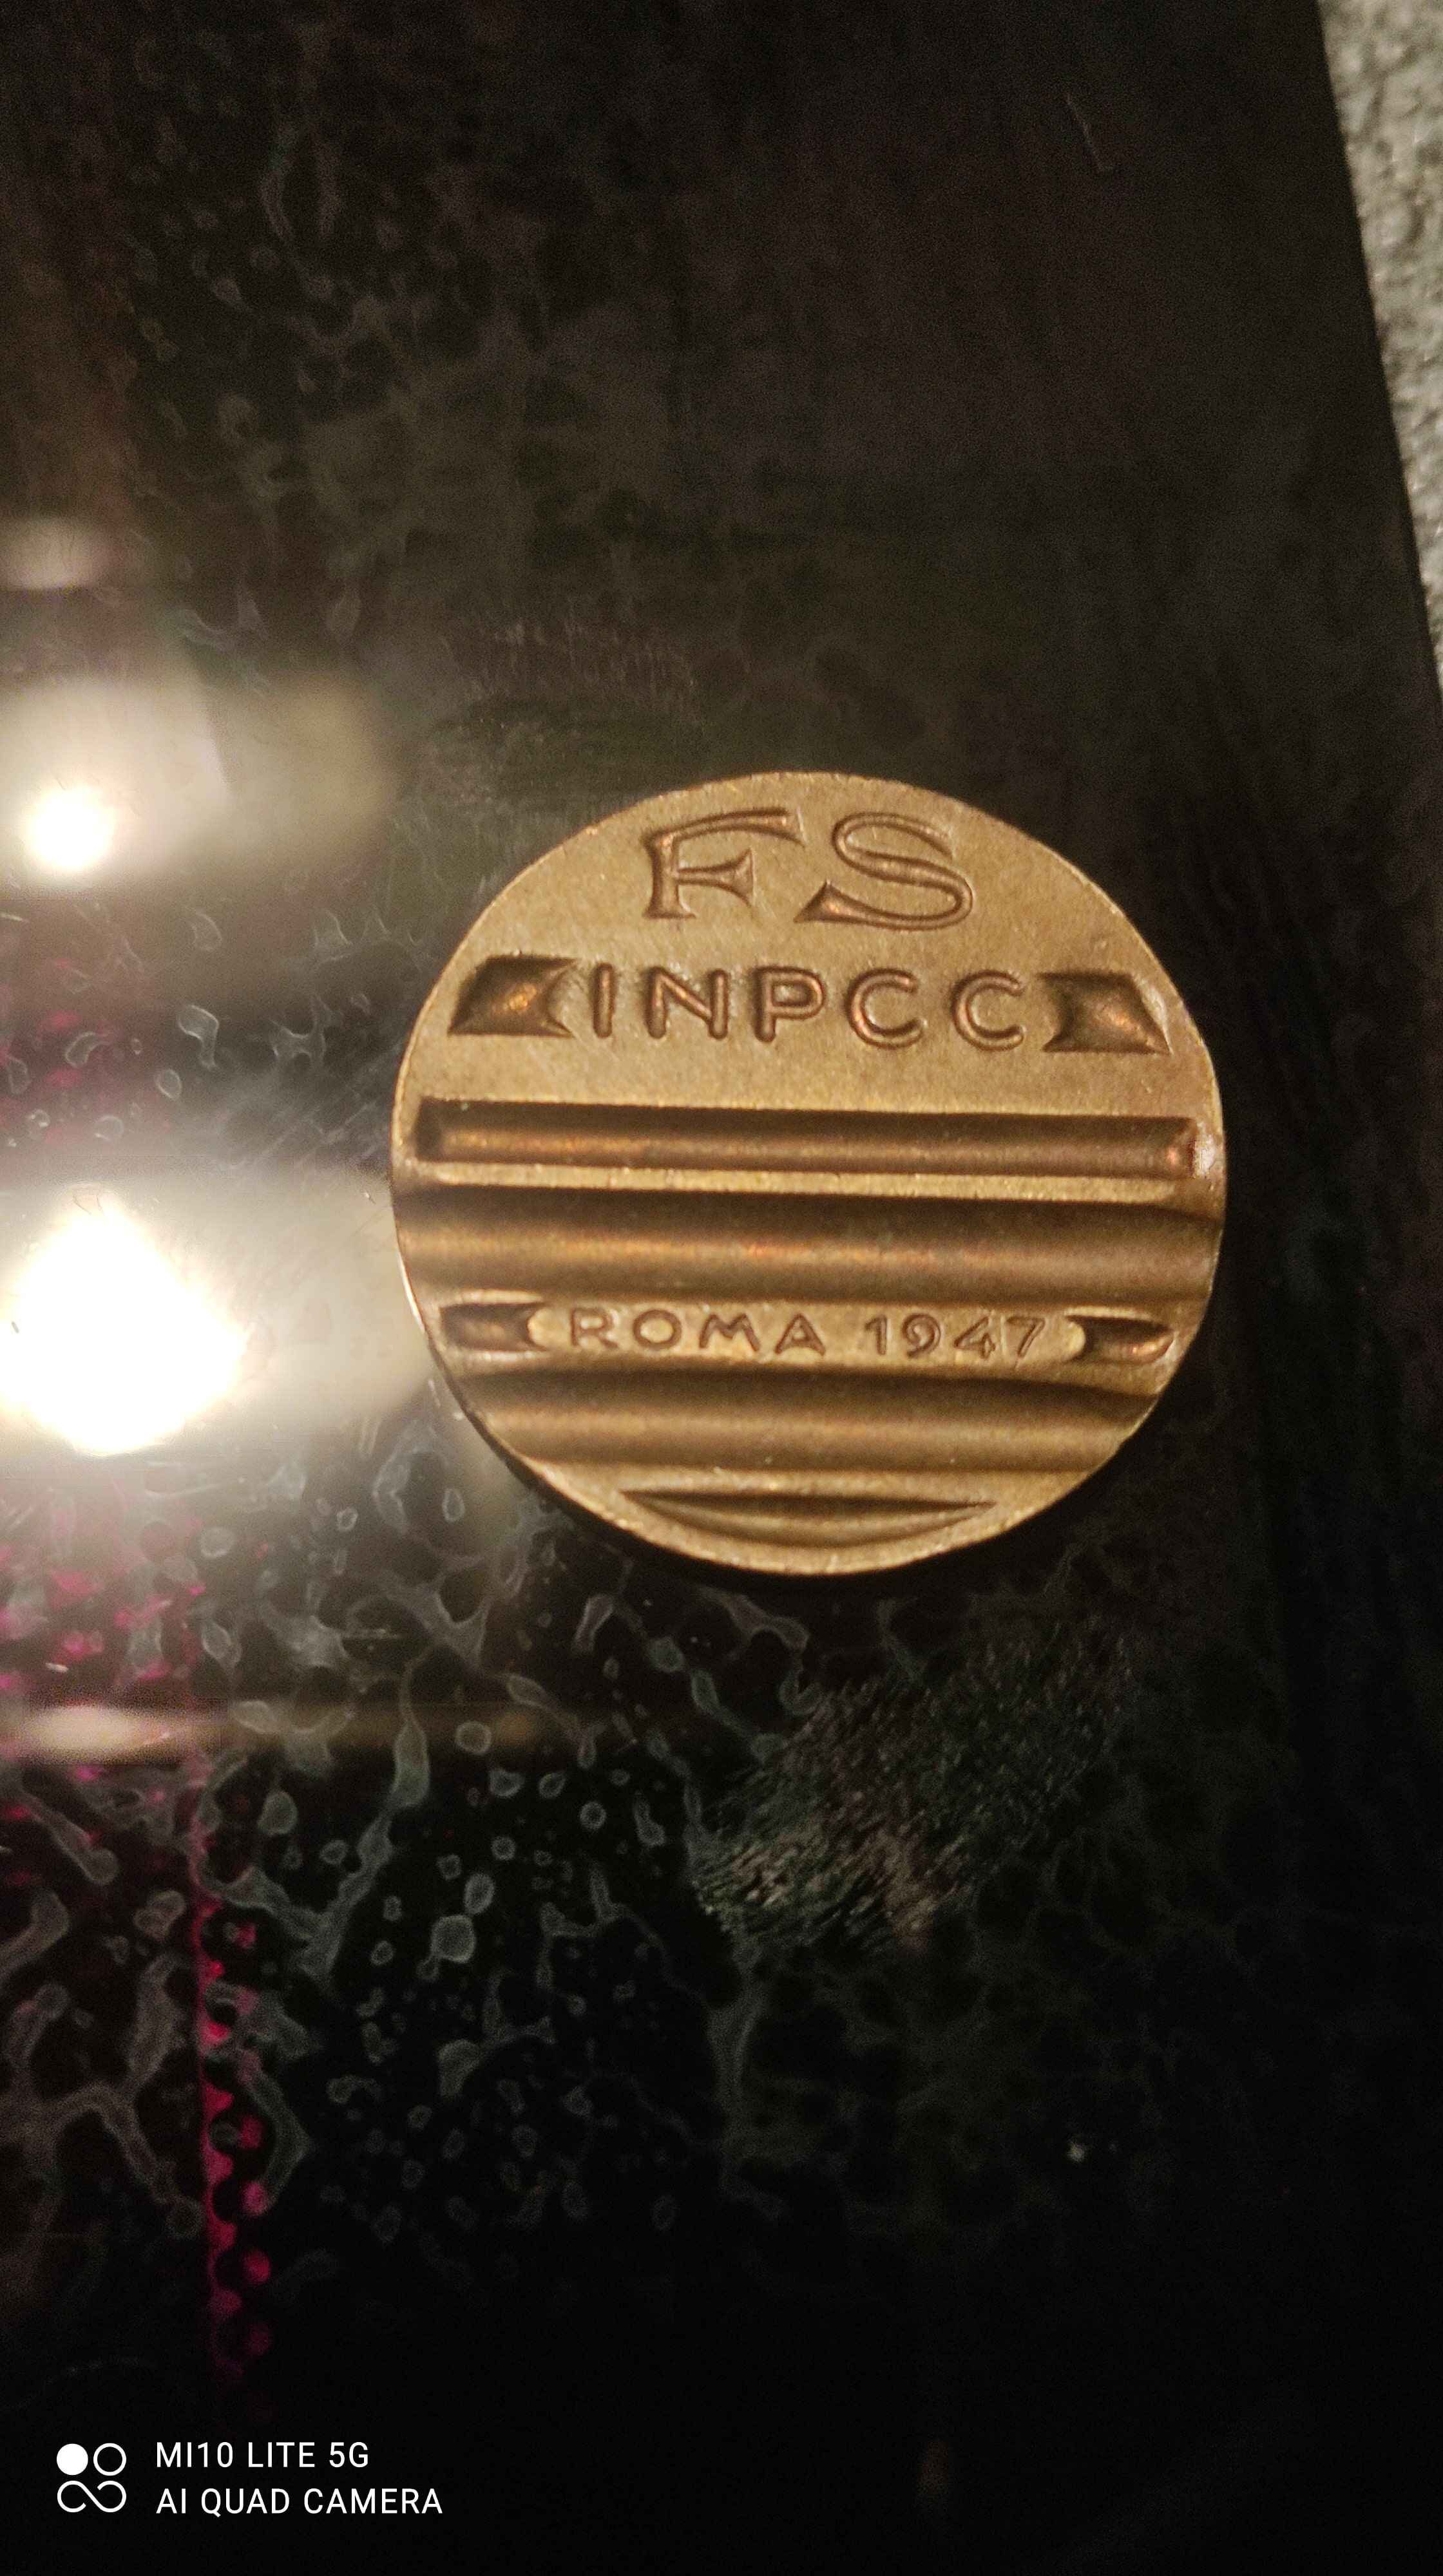 FS
INPCC
ROMA 1947
MI10 LITE 5G
AI QUAD CAMERA